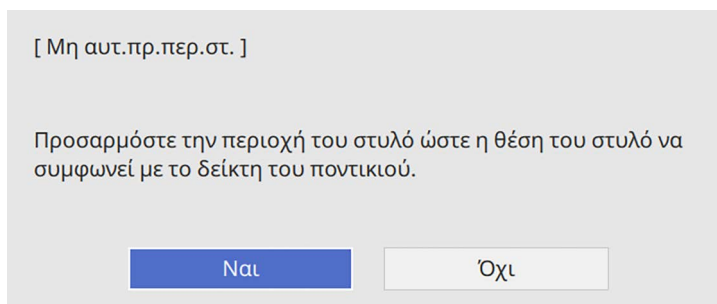 [ Μη αυτ.πρ.περ.στ. ]
Προσαρμόστε την περιοχή του στυλό ώστε η θέση του στυλό να
συμφωνεί με το δείκτη του ποντικιού.
Ναι
Όχι